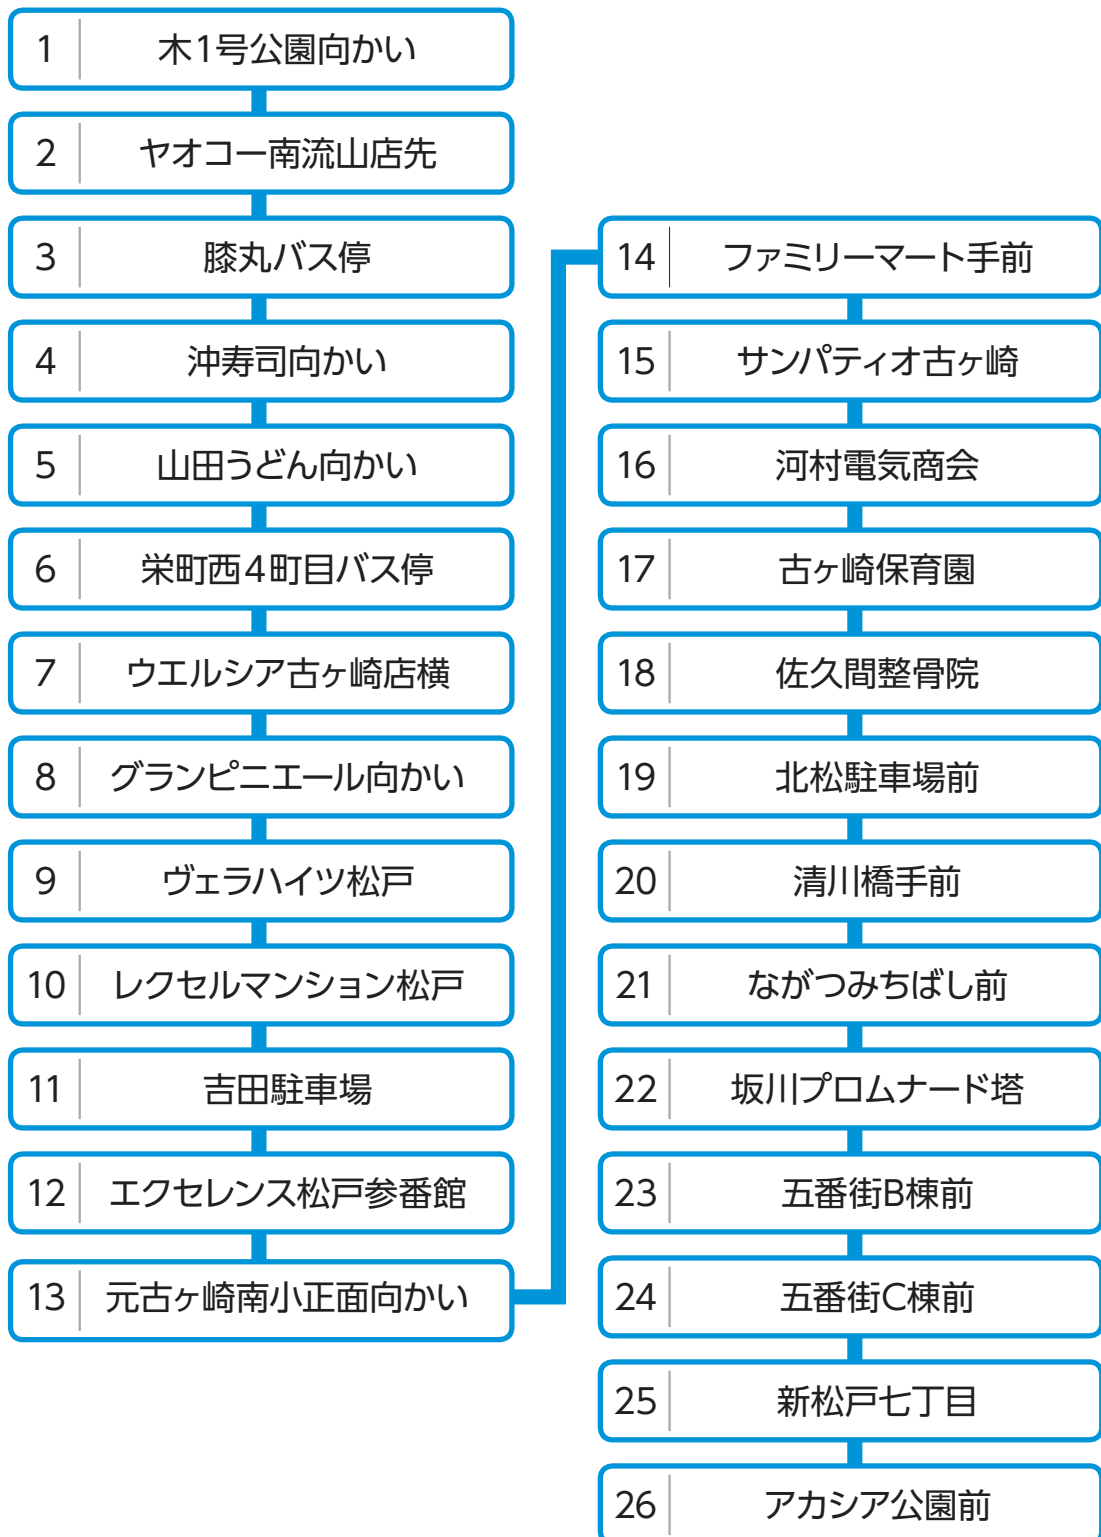 1 木1号公園向かい
2 ヤオコー南流山店先
3 膝丸バス停
4 沖寿司向かい
5 山田うどん向かい
6 栄町西4町目バス停
7 ウエルシア古ヶ崎店横
8 グランピニエール向かい
9 ヴェラハイツ松戸
10 レクセルマンション松戸
11 吉田駐車場
12 エクセレンス松戸参番館
13 元古ヶ崎南小正面向かい
14 ファミリーマート手前
15 サンパティオ古ヶ崎
16 河村電気商会
17 古ヶ崎保育園
18 佐久間整骨院
19 北松駐車場前
20 清川橋手前
21 ながつみちばし前
22 坂川プロムナード塔
23 五番街B棟前
24 五番街C棟前
25 新松戸七丁目
26 アカシア公園前